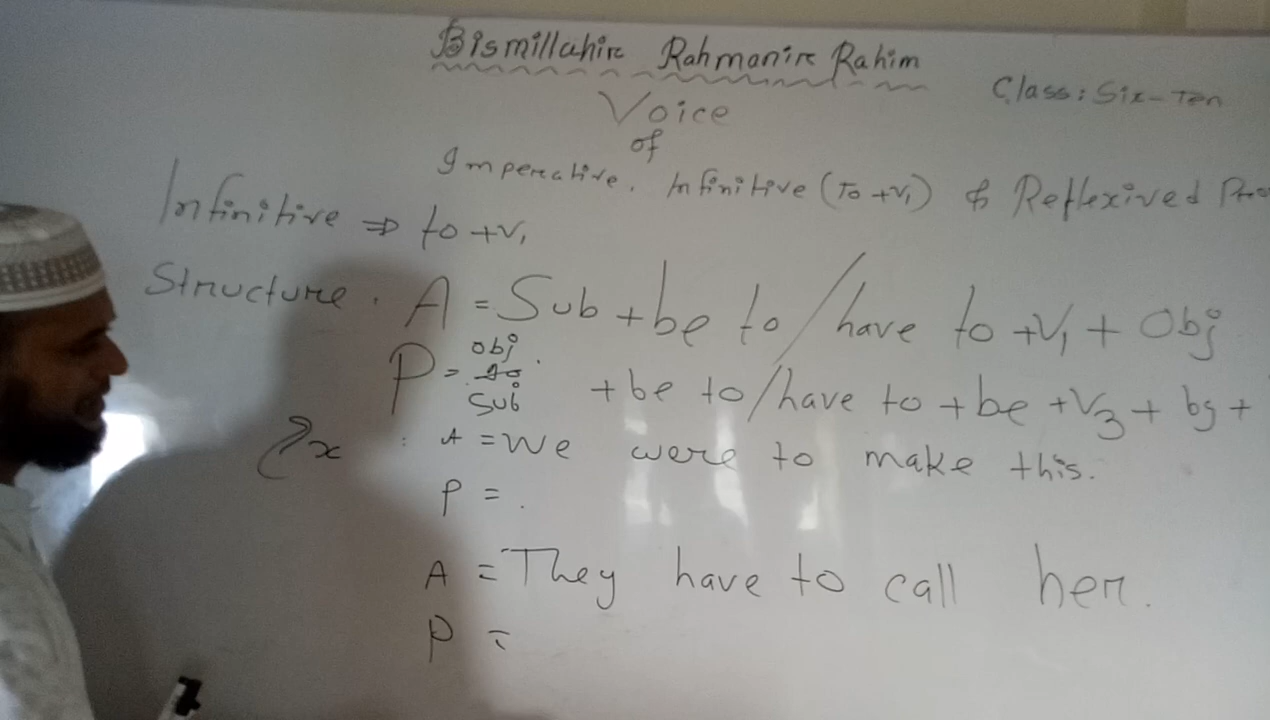 Bismillahir Rahmanir Rahim
Class: Six-Ten
Voice
of
Imperative, Infinitive (To +V1) & Reflexived Pro
Infinitive ⇒ to +V1
Structure. A = Sub + be to / have to +V1 + Obj
P = obj to sub + be to / have to + be +V3 + by +
Ex : A = We were to make this.
P = .
A = They have to call her.
P =